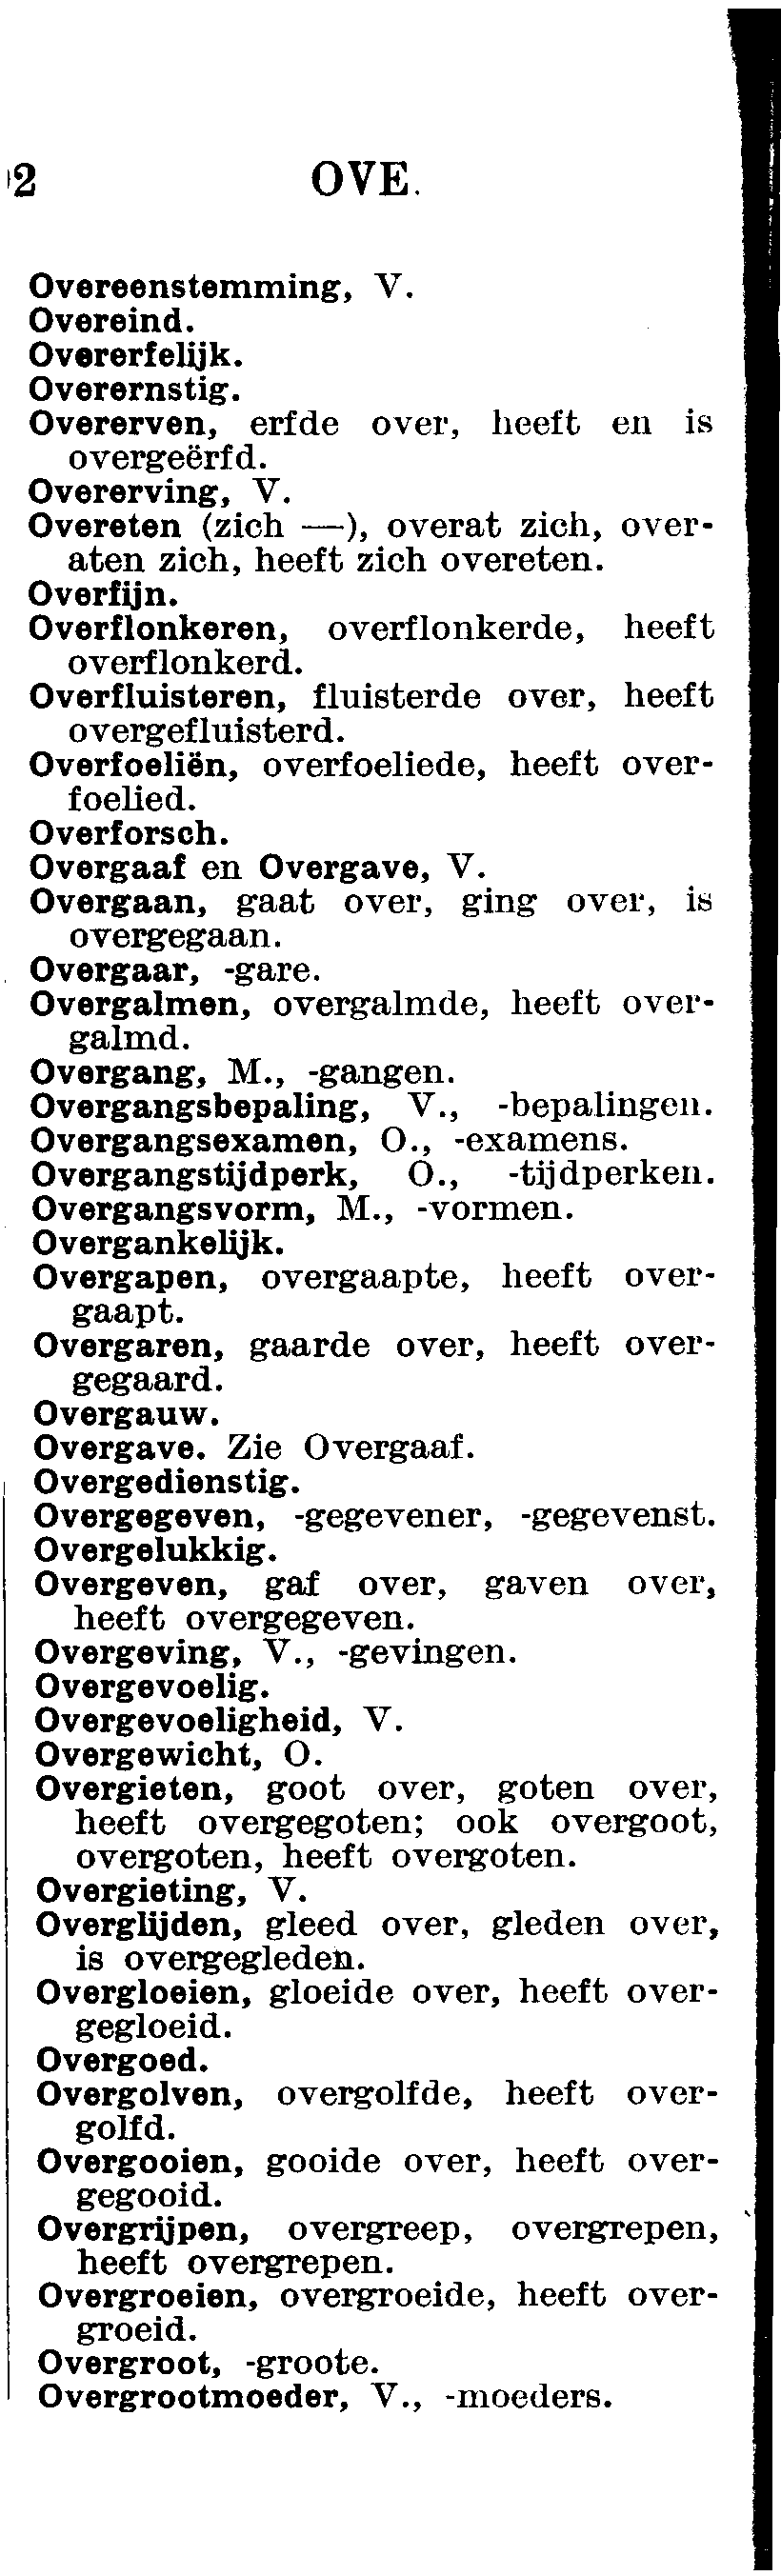 2 OVE.
Overeenstemming, V.
Overeind.
Overerfelijk.
Overernstig.
Overerven, erfde over, heeft en is
overgeërfd.
Overerving, V.
Overeten (zich —), overat zich, over-
aten zich, heeft zich overeten.
Overfijn.
Overflonkeren, overflonkerde, heeft
overflonkerd.
Overfluisteren, fluisterde over, heeft
overgefluisterd.
Overfoeliën, overfoeliede, heeft over-
foelied.
Overforsch.
Overgaaf en Overgave, V.
Overgaan, gaat over, ging over, is
overgegaan.
Overgaar, -gare.
Overgalmen, overgalmde, heeft over-
galmd.
Overgang, M., -gangen.
Overgangsbepaling, V., -bepalingen.
Overgangsexamen, O., -examens.
Overgangstijdperk, O., -tijdperken.
Overgangsvorm, M., -vormen.
Overgankelijk.
Overgapen, overgaapte, heeft over-
gaapt.
Overgaren, gaarde over, heeft over-
gegaard.
Overgauw.
Overgave. Zie Overgaaf.
Overgedienstig.
Overgegeven, -gegevener, -gegevenst.
Overgelukkig.
Overgeven, gaf over, gaven over,
heeft overgegeven.
Overgeving, V., -gevingen.
Overgevoelig.
Overgevoeligheid, V.
Overgewicht, O.
Overgieten, goot over, goten over,
heeft overgegoten; ook overgoot,
overgoten, heeft overgoten.
Overgieting, V.
Overglijden, gleed over, gleden over,
is overgegleden.
Overgloeien, gloeide over, heeft over-
gegloeid.
Overgoed.
Overgolven, overgolfde, heeft over-
golfd.
Overgooien, gooide over, heeft over-
gegooid.
Overgrijpen, overgreep, overgrepen,
heeft overgrepen.
Overgroeien, overgroeide, heeft over-
groeid.
Overgroot, -groote.
Overgrootmoeder, V., -moeders.